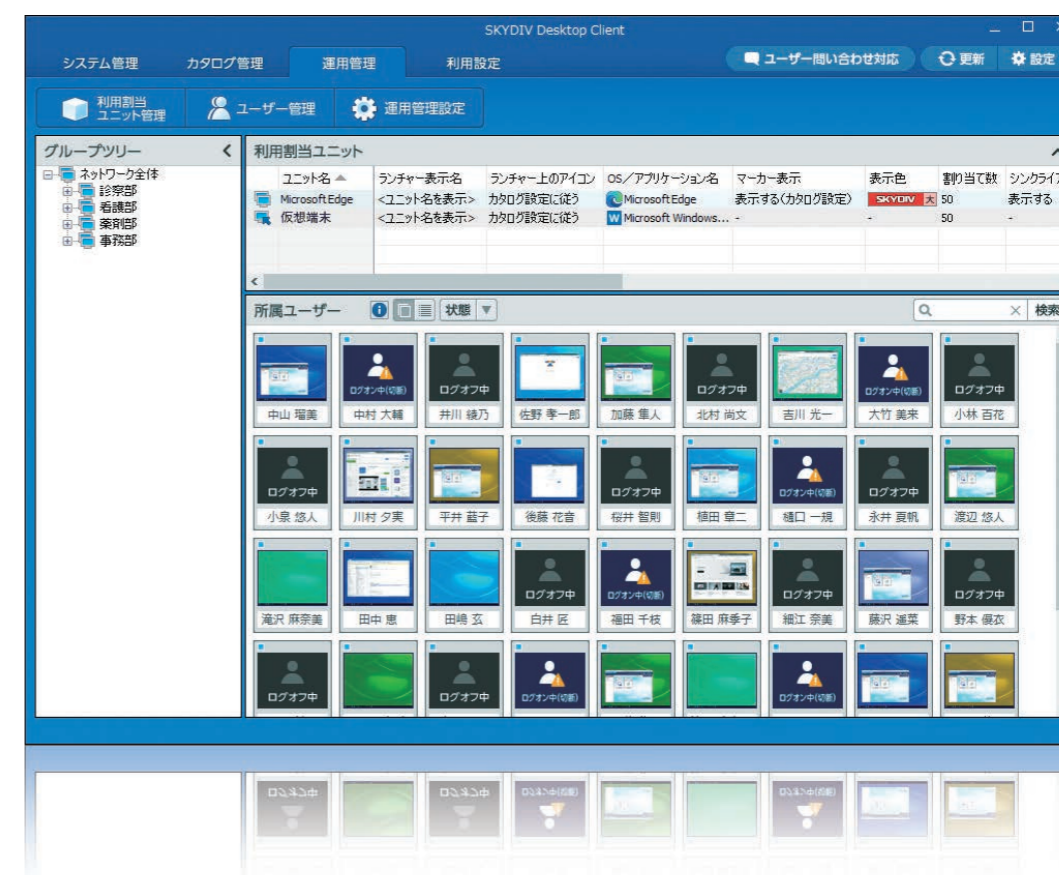 SKYDIV Desktop Client
システム管理 カタログ管理 運用管理 利用設定 ユーザー問い合わせ対応 更新 設定
利用割当
ユニット管理
ユーザー管理 運用管理設定
グループツリー
ネットワーク全体
診察部
看護部
薬剤部
事務部
利用割当ユニット
ユニット名 ランチャー表示名 ランチャー上のアイコン OS/アプリケーション名 マーカー表示 表示色 割り当て数 シンクライア
Microsoft Edge <ユニット名を表示> カタログ設定に従う Microsoft Edge 表示する(カタログ設定) SKYDIV 大 50 表示する
仮想端末 <ユニット名を表示> カタログ設定に従う Microsoft Windows... - - 50 -
所属ユーザー 状態 検索
ログオン中(切断) ログオフ中 ログオフ中 ログオン中(切断) ログオフ中
中山 瑠美 中村 大輔 井川 綾乃 佐野 孝一郎 加藤 隼人 北村 尚文 吉川 光一 大竹 美来 小林 百花
ログオフ中 ログオフ中 ログオン中(切断) ログオフ中
小泉 悠人 川村 夕実 平井 藍子 後藤 花音 桜井 智則 植田 章二 樋口 一規 永井 夏帆 渡辺 悠人
ログオフ中 ログオン中(切断) ログオフ中 ログオフ中
滝沢 麻奈美 田中 恵 田嶋 玄 白井 匠 福田 千枝 篠田 麻季子 細江 奈美 藤沢 遥菜 野本 優衣
ログオフ中 ログオフ中 ログオン中(切断) ログオン中(切断)